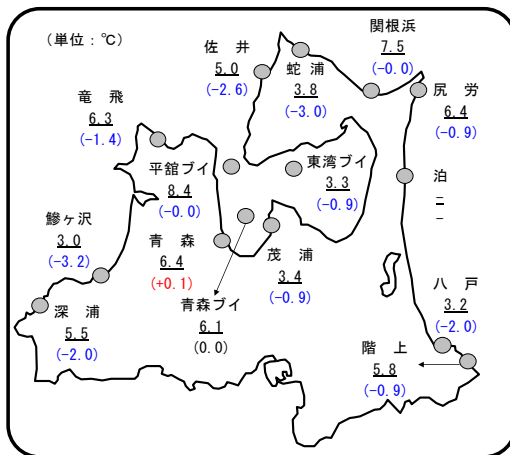 （単位：℃）
関根浜
7.5
(-0.0)
佐 井
5.0
(-2.6)
蛇 浦
3.8
(-3.0)
尻 労
6.4
(-0.9)
竜 飛
6.3
(-1.4)
平舘ブイ
8.4
(-0.0)
東湾ブイ
3.3
(-0.9)
泊
－
－
鰺ヶ沢
3.0
(-3.2)
青 森
6.4
(+0.1)
茂 浦
3.4
(-0.9)
青森ブイ
6.1
(0.0)
八 戸
3.2
(-2.0)
深 浦
5.5
(-2.0)
階 上
5.8
(-0.9)